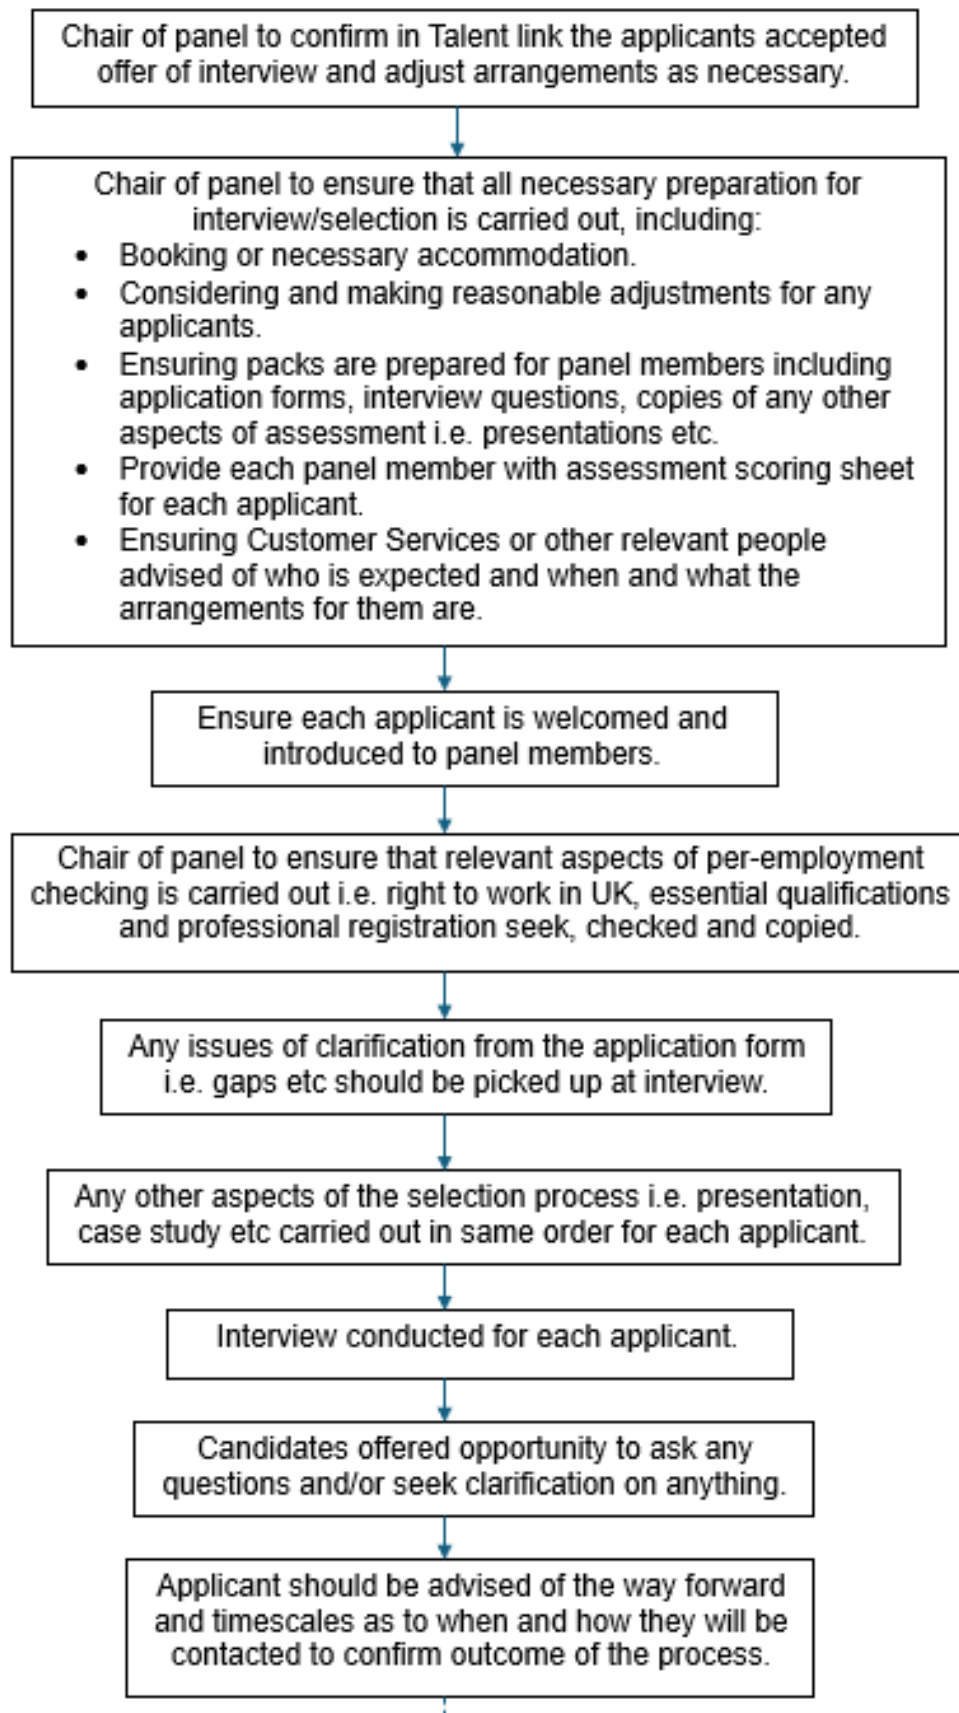 Chair of panel to confirm in Talent link the applicants accepted
offer of interview and adjust arrangements as necessary.
Chair of panel to ensure that all necessary preparation for
interview/selection is carried out, including:
• Booking or necessary accommodation.
• Considering and making reasonable adjustments for any
applicants.
• Ensuring packs are prepared for panel members including
application forms, interview questions, copies of any other
aspects of assessment i.e. presentations etc.
• Provide each panel member with assessment scoring sheet
for each applicant.
• Ensuring Customer Services or other relevant people
advised of who is expected and when and what the
arrangements for them are.
Ensure each applicant is welcomed and
introduced to panel members.
Chair of panel to ensure that relevant aspects of per-employment
checking is carried out i.e. right to work in UK, essential qualifications
and professional registration seek, checked and copied.
Any issues of clarification from the application form
i.e. gaps etc should be picked up at interview.
Any other aspects of the selection process i.e. presentation,
case study etc carried out in same order for each applicant.
Interview conducted for each applicant.
Candidates offered opportunity to ask any
questions and/or seek clarification on anything.
Applicant should be advised of the way forward
and timescales as to when and how they will be
contacted to confirm outcome of the process.